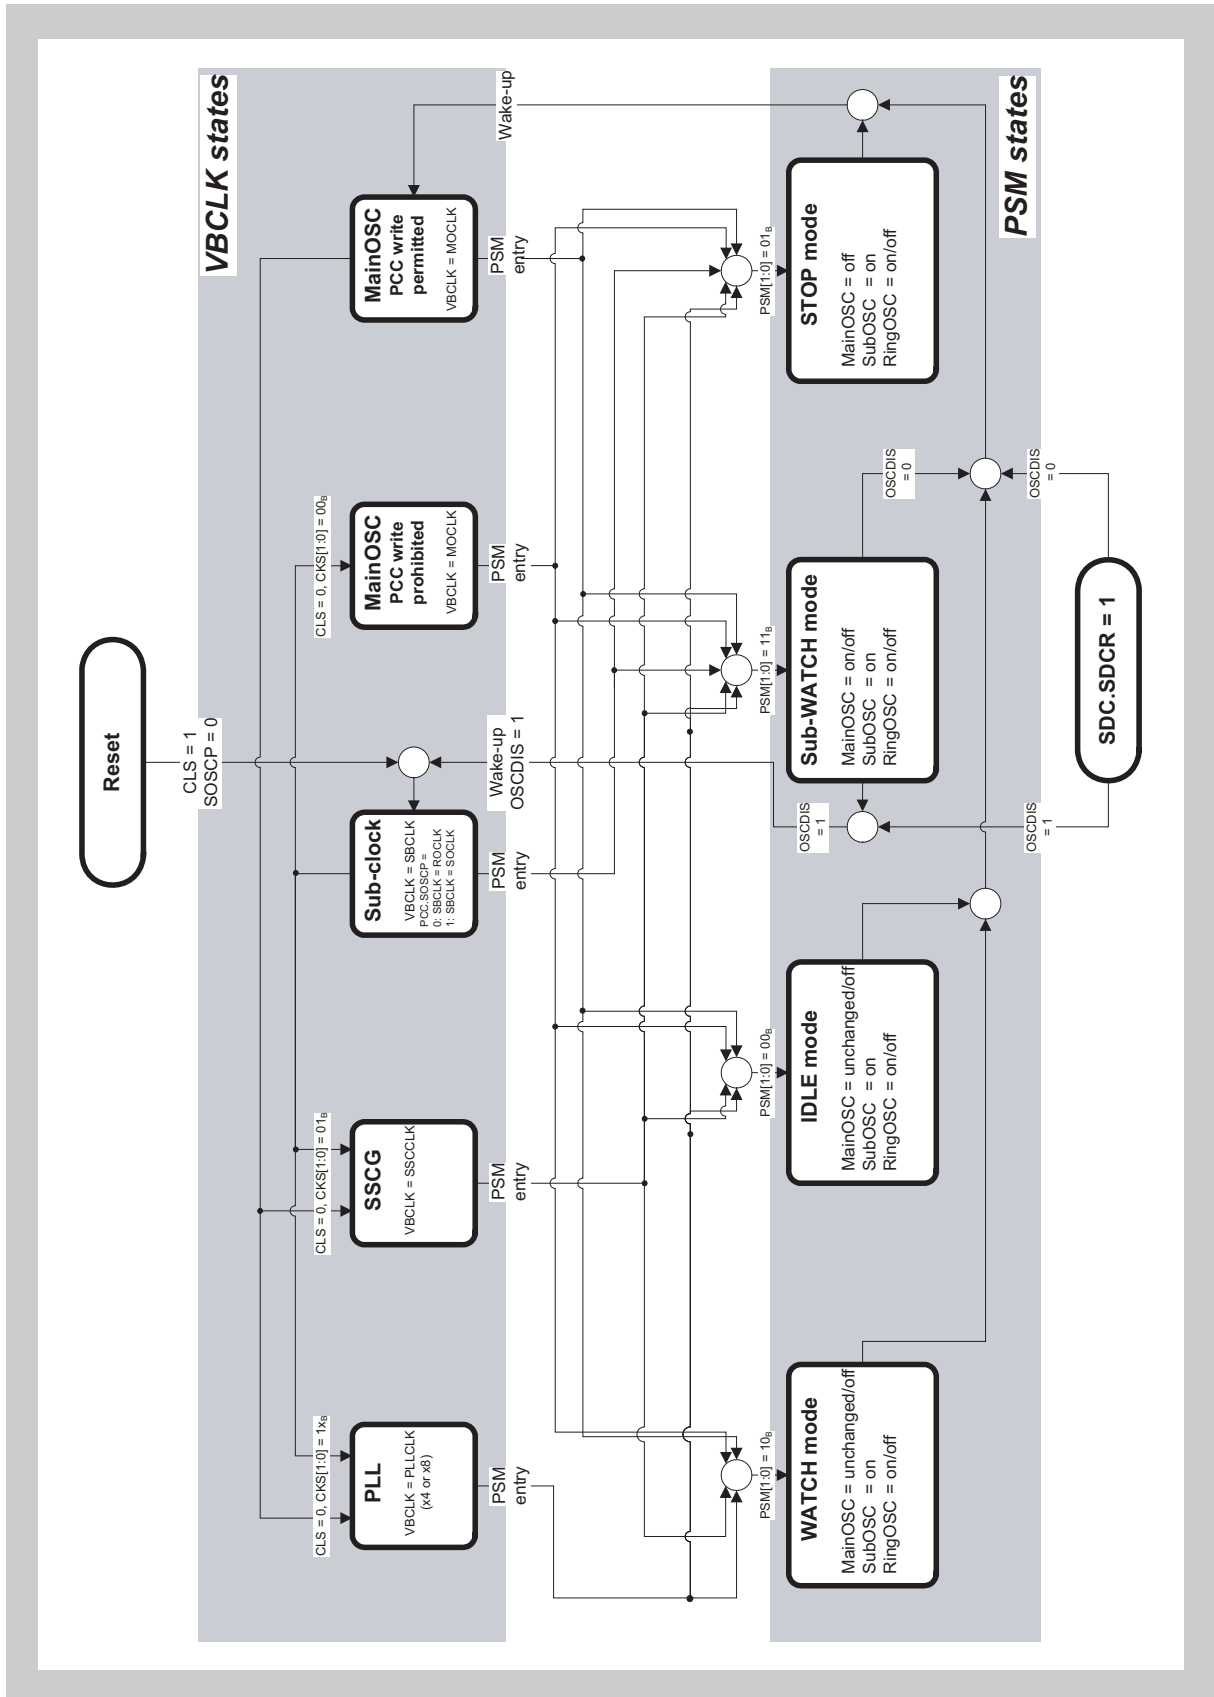 Reset
CLS = 1
SOSCP = 0
VBCLK states
CLS = 0, CKS[1:0] = 1xB
PLL
VBCLK = PLLCLK
(x4 or x8)
PSM
entry
CLS = 0, CKS[1:0] = 01B
SSCG
VBCLK = SSCCLK
PSM
entry
Sub-clock
VBCLK = SBCLK
PCC.SOSCP =
0: SBCLK = ROCLK
1: SBCLK = SOCLK
PSM
entry
Wake-up
OSCDIS = 1
CLS = 0, CKS[1:0] = 00B
MainOSC
PCC write
prohibited
VBCLK = MOCLK
PSM
entry
MainOSC
PCC write
permitted
VBCLK = MOCLK
PSM
entry
Wake-up
PSM[1:0] = 10B
WATCH mode
MainOSC = unchanged/off
SubOSC = on
RingOSC = on/off
PSM[1:0] = 00B
IDLE mode
MainOSC = unchanged/off
SubOSC = on
RingOSC = on/off
PSM[1:0] = 11B
Sub-WATCH mode
MainOSC = on/off
SubOSC = on
RingOSC = on/off
PSM[1:0] = 01B
STOP mode
MainOSC = off
SubOSC = on
RingOSC = on/off
OSCDIS
= 1
OSCDIS
= 0
PSM states
OSCDIS
= 1
OSCDIS
= 0
SDC.SDCR = 1